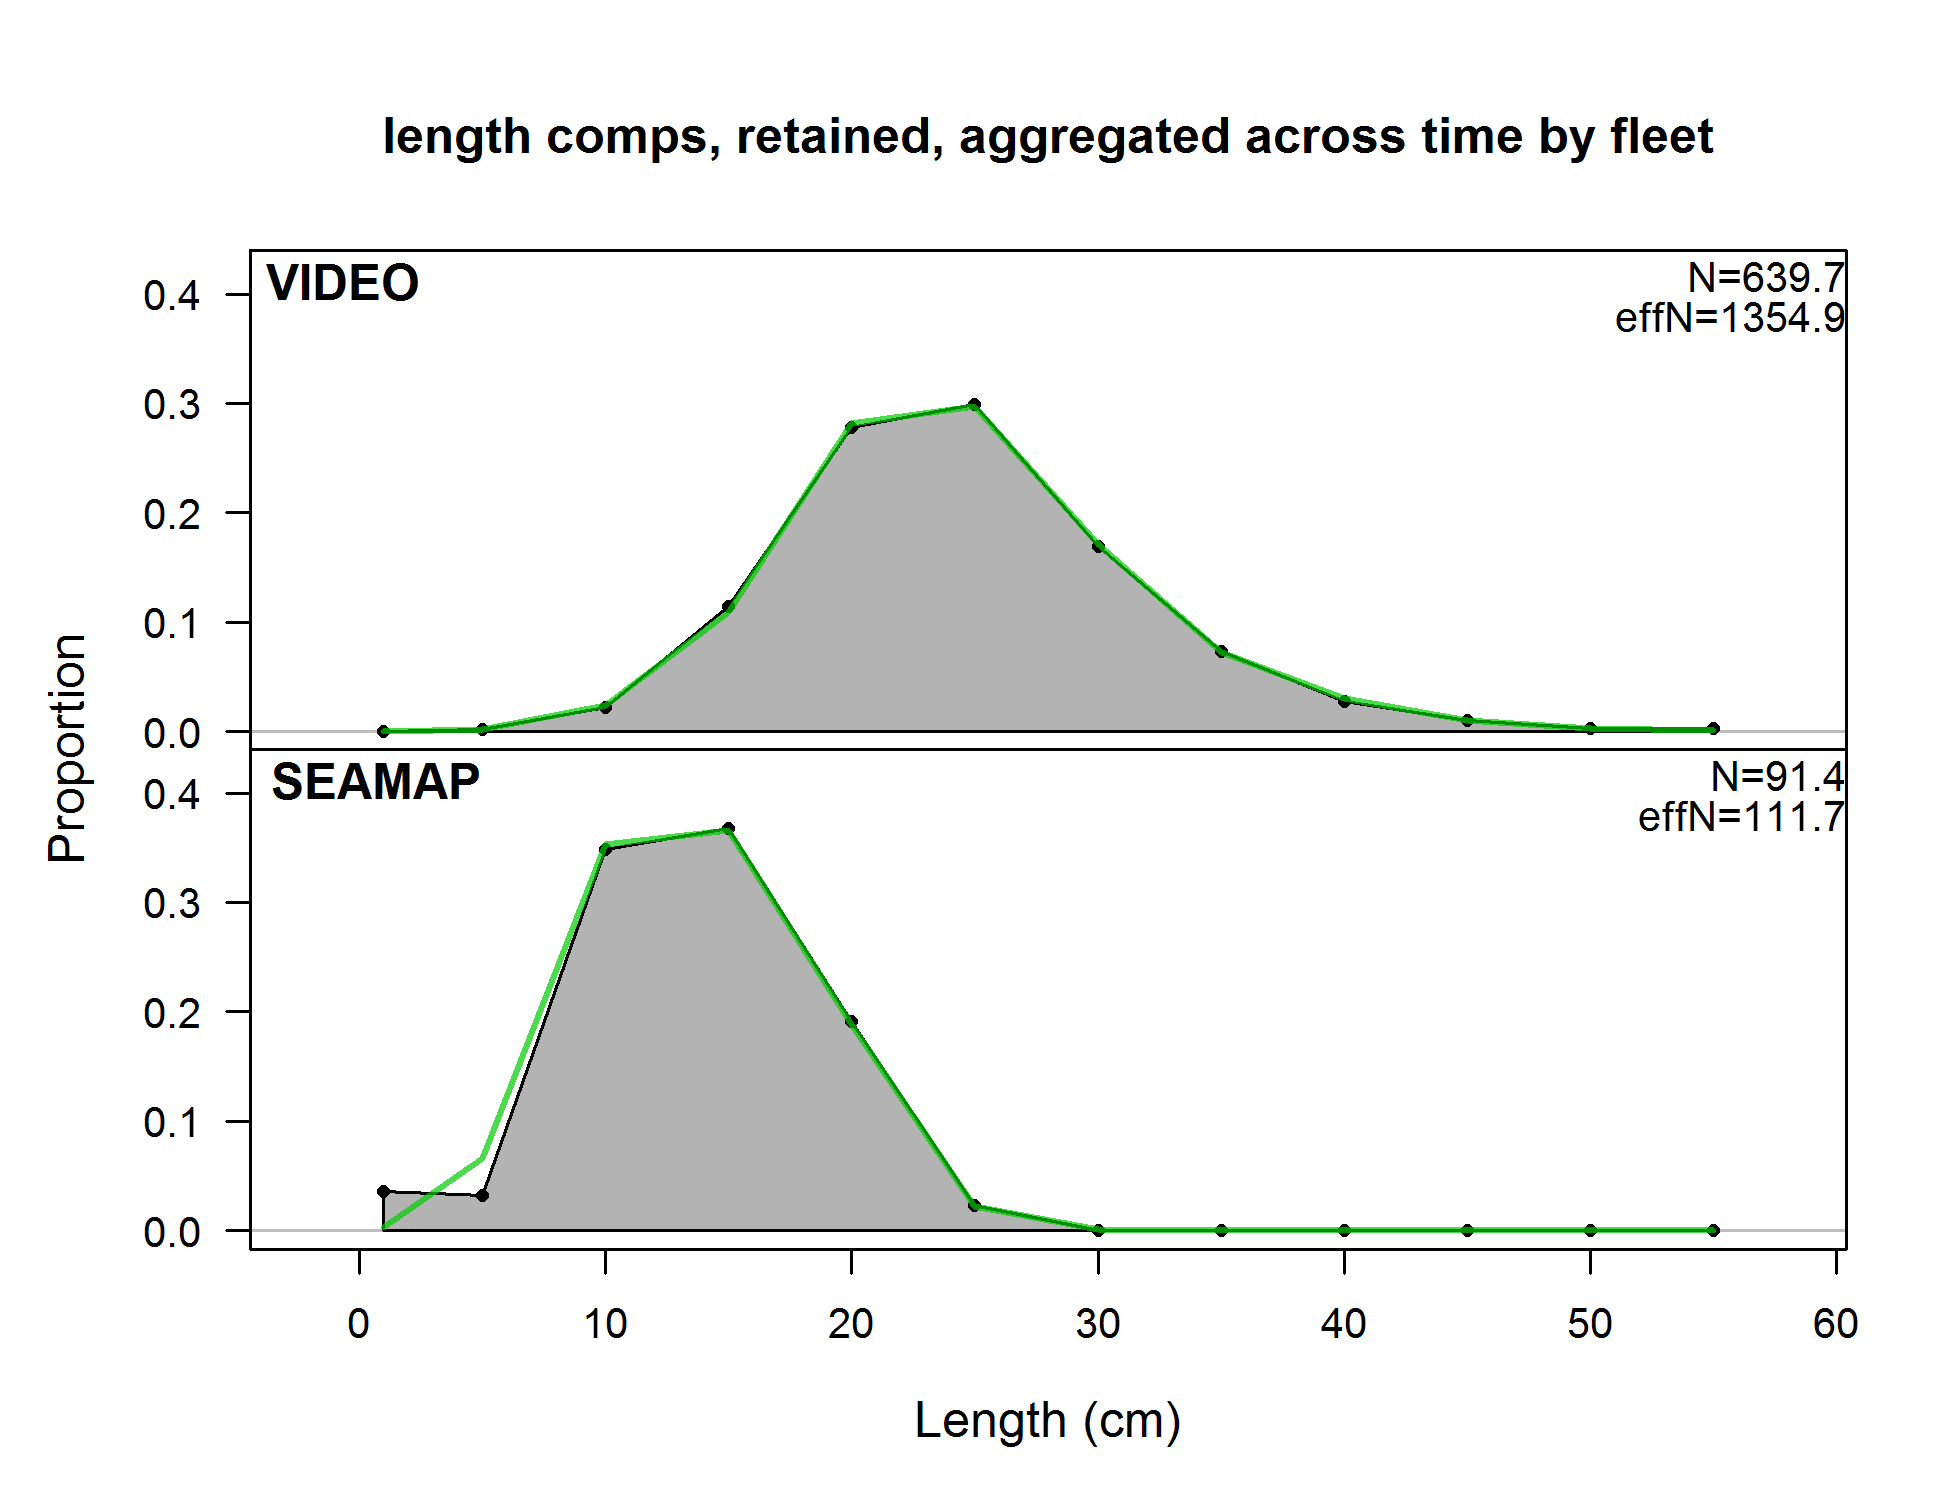 length comps, retained, aggregated across time by fleet
VIDEO
N=639.7
effN=1354.9
0.4
0.3
0.2
0.1
0.0
SEAMAP
N=91.4
effN=111.7
0.4
0.3
0.2
0.1
0.0
Proportion
0 10 20 30 40 50 60
Length (cm)